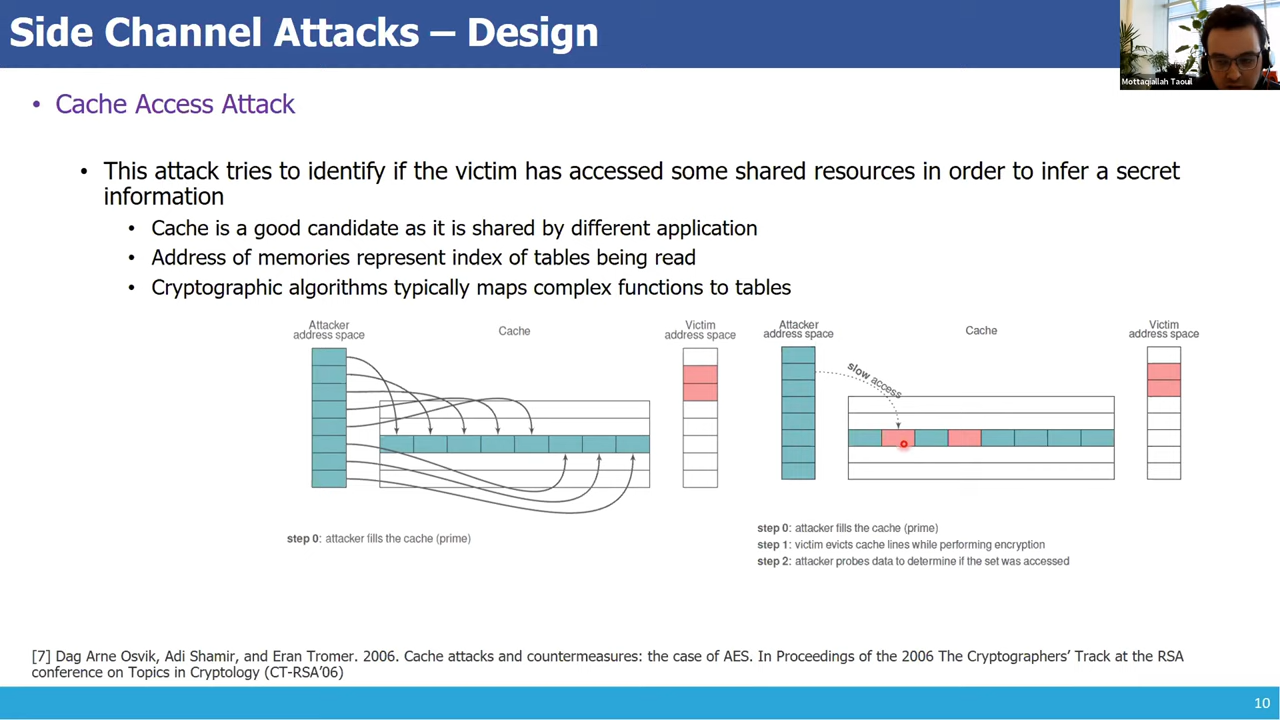 Side Channel Attacks – Design
Mottaqiallah Taouil
• Cache Access Attack
• This attack tries to identify if the victim has accessed some shared resources in order to infer a secret
information
• Cache is a good candidate as it is shared by different application
• Address of memories represent index of tables being read
• Cryptographic algorithms typically maps complex functions to tables
Attacker
address space
Cache
Victim
address space
step 0: attacker fills the cache (prime)
Attacker
address space
Cache
Victim
address space
slow access
step 0: attacker fills the cache (prime)
step 1: victim evicts cache lines while performing encryption
step 2: attacker probes data to determine if the set was accessed
[7] Dag Arne Osvik, Adi Shamir, and Eran Tromer. 2006. Cache attacks and countermeasures: the case of AES. In Proceedings of the 2006 The Cryptographers’ Track at the RSA
conference on Topics in Cryptology (CT-RSA’06)
10